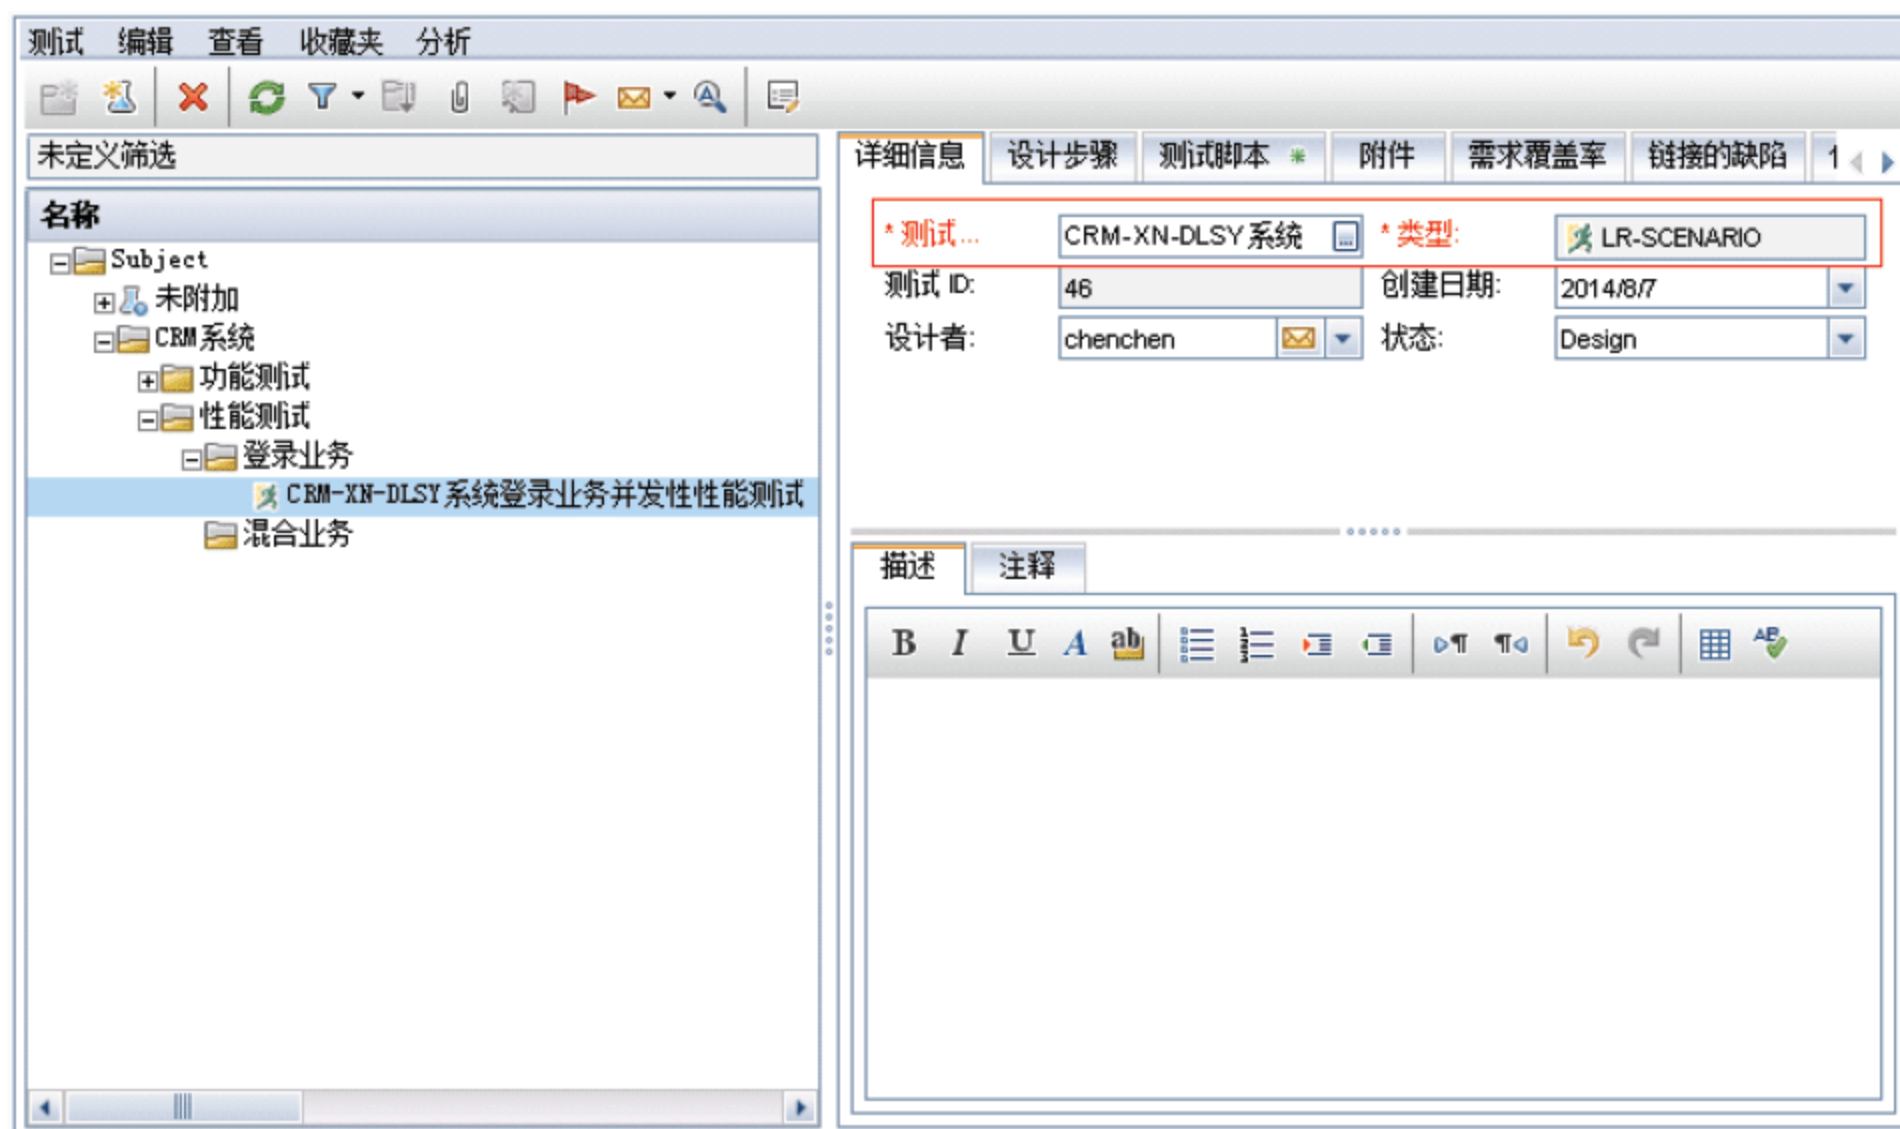 测试 编辑 查看 收藏夹 分析
未定义筛选
名称
Subject
未附加
CRM系统
功能测试
性能测试
登录业务
CRM-XN-DLSY系统登录业务并发性性能测试
混合业务
详细信息 设计步骤 测试脚本 附件 需求覆盖率 链接的缺陷
* 测试... CRM-XN-DLSY系统 * 类型: LR-SCENARIO
测试 ID: 46 创建日期: 2014/8/7
设计者: chenchen 状态: Design
描述 注释
B I U A ab